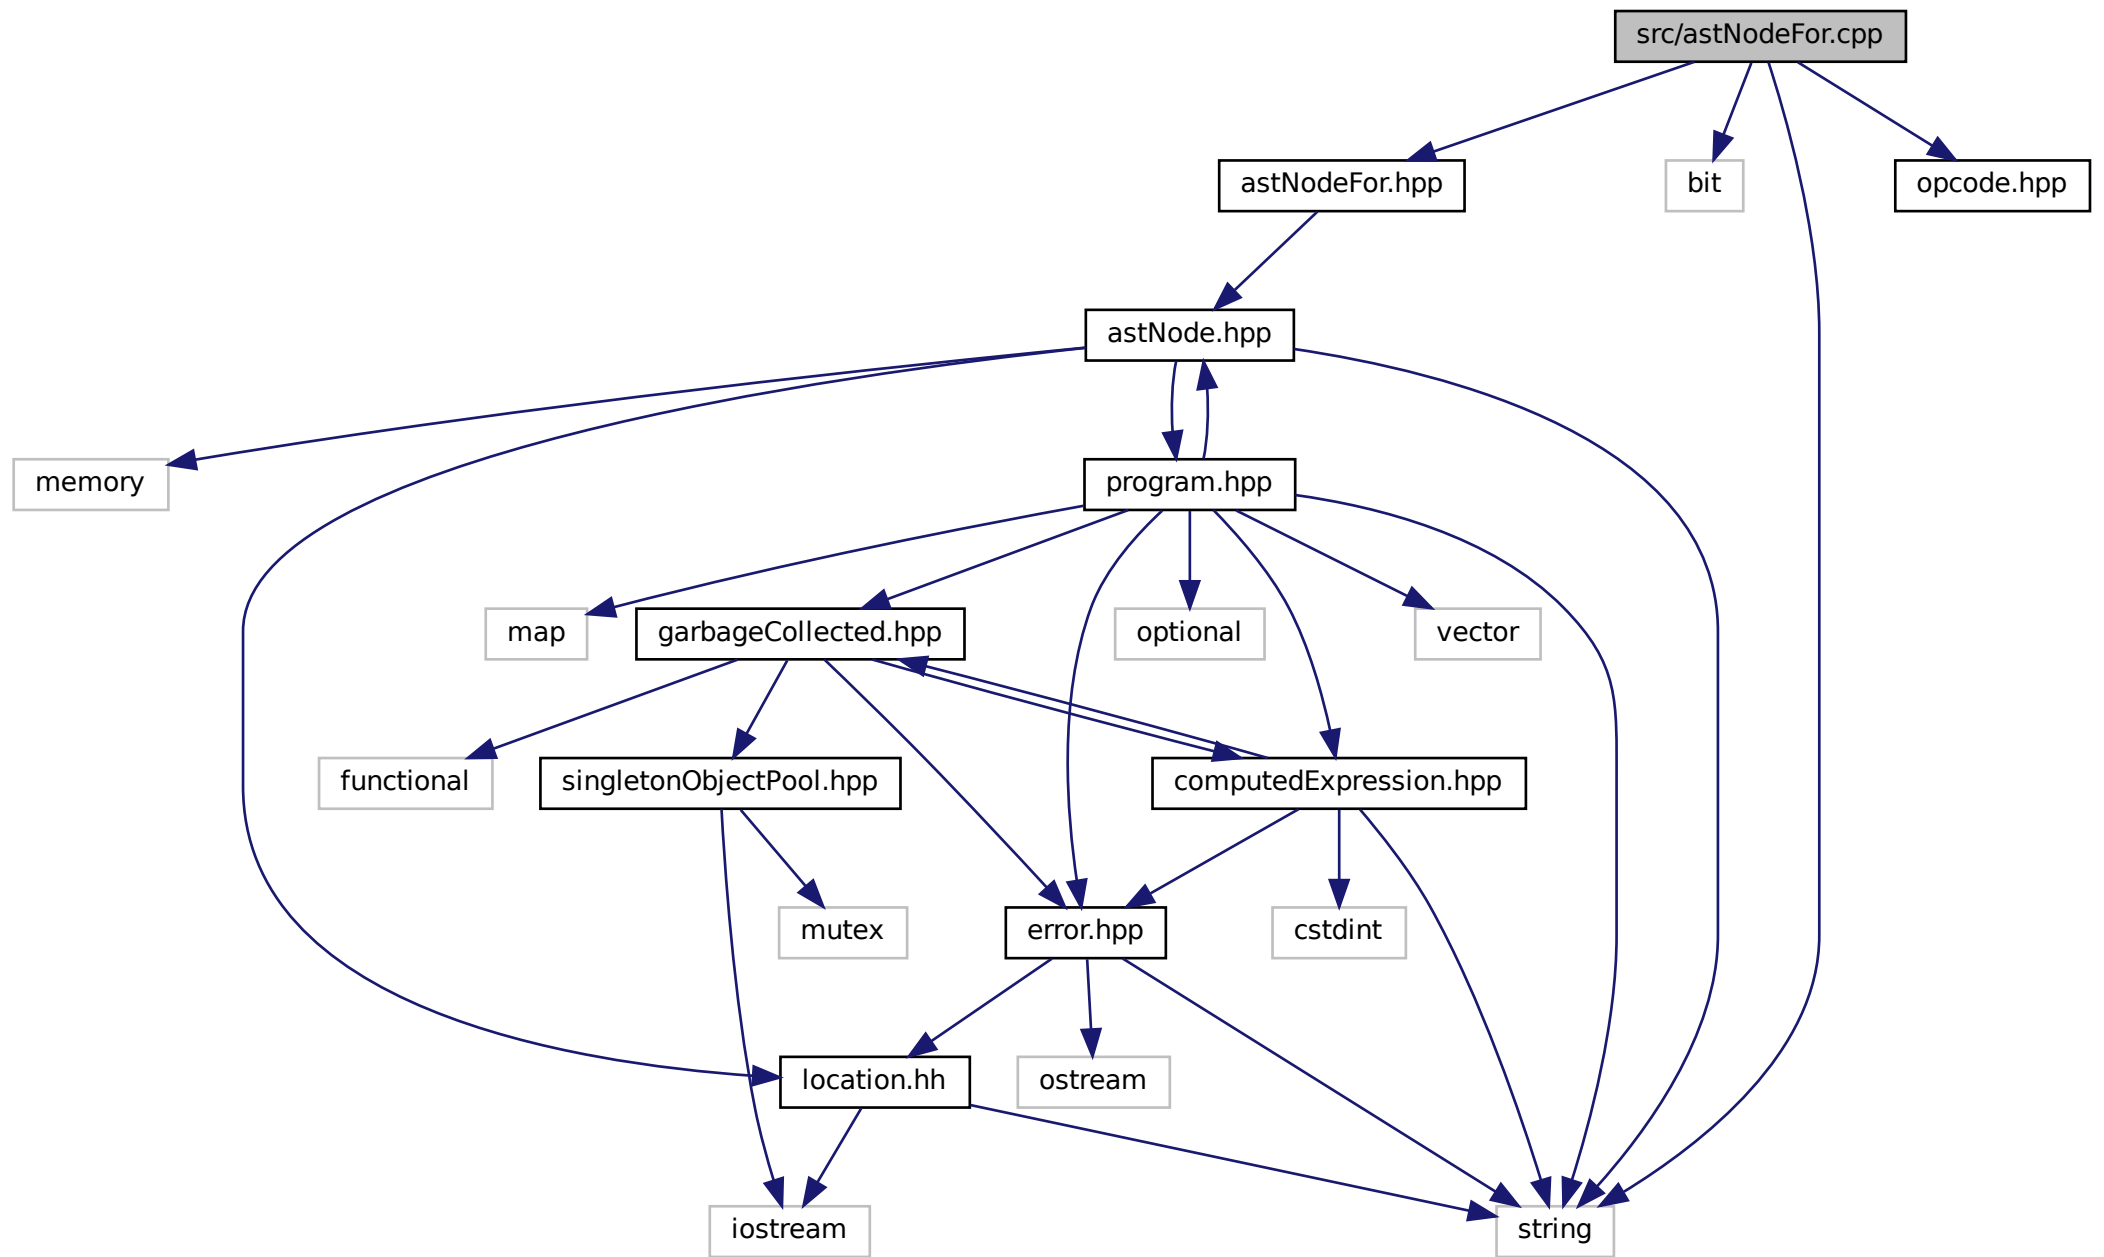 src/astNodeFor.cpp
astNodeFor.hpp
bit
opcode.hpp
astNode.hpp
memory
program.hpp
map
garbageCollected.hpp
optional
vector
functional
singletonObjectPool.hpp
computedExpression.hpp
mutex
error.hpp
cstdint
location.hh
ostream
iostream
string